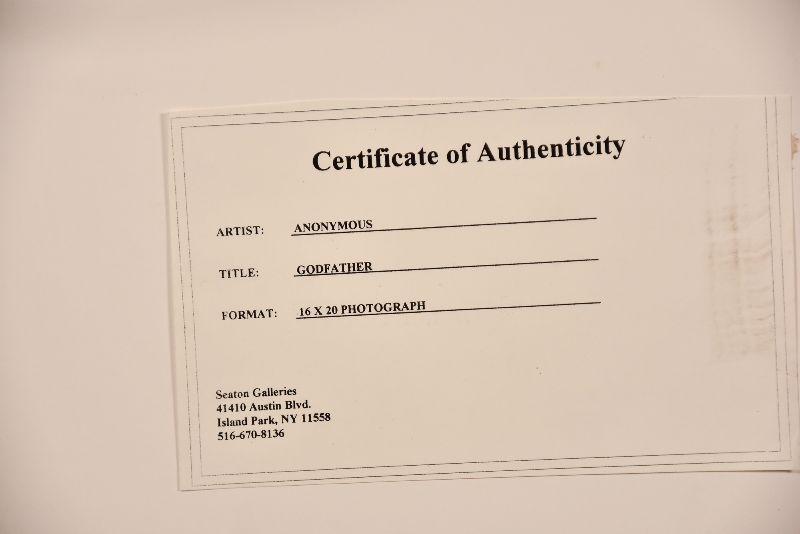 Certificate of Authenticity
ARTIST: ANONYMOUS
TITLE: GODFATHER
FORMAT: 16 X 20 PHOTOGRAPH
Seaton Galleries
41410 Austin Blvd.
Island Park, NY 11558
516-670-8136